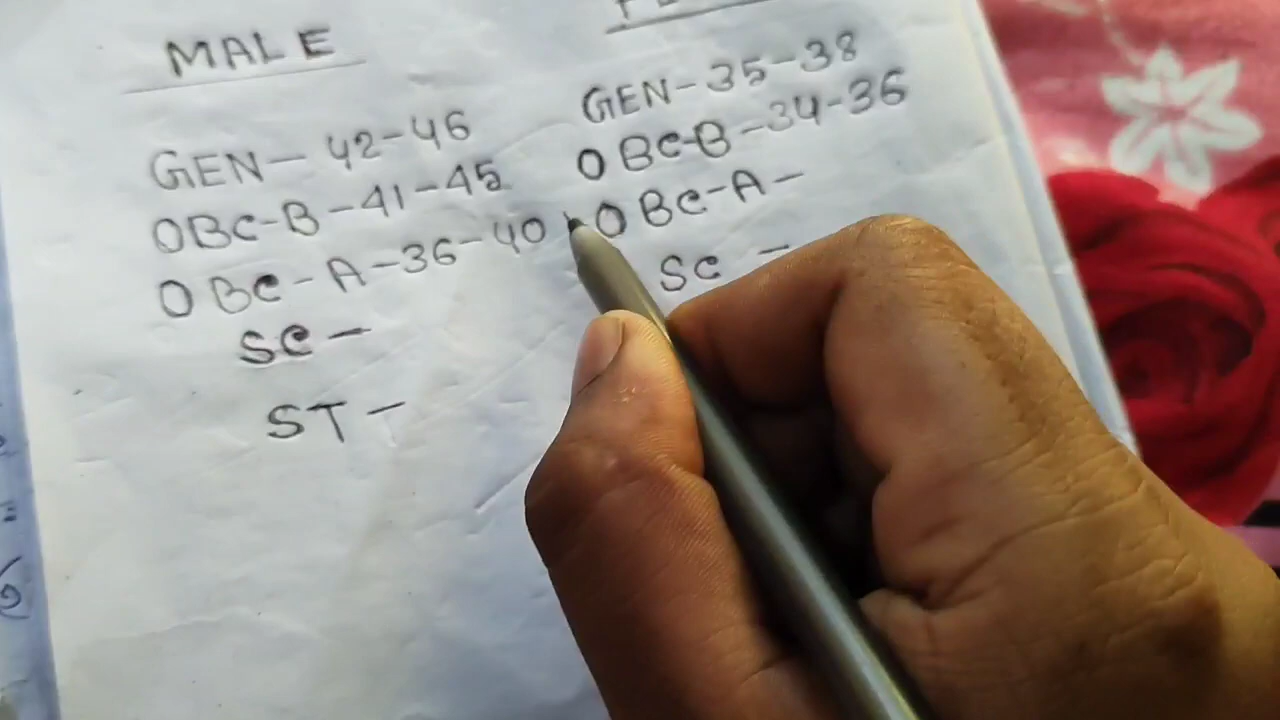 MALE
GEN- 42-46
OBC-B-41-45
OBC-A-36-40
SC-
ST-
GEN-35-38
OBC-B-34-36
OBC-A-
SC -